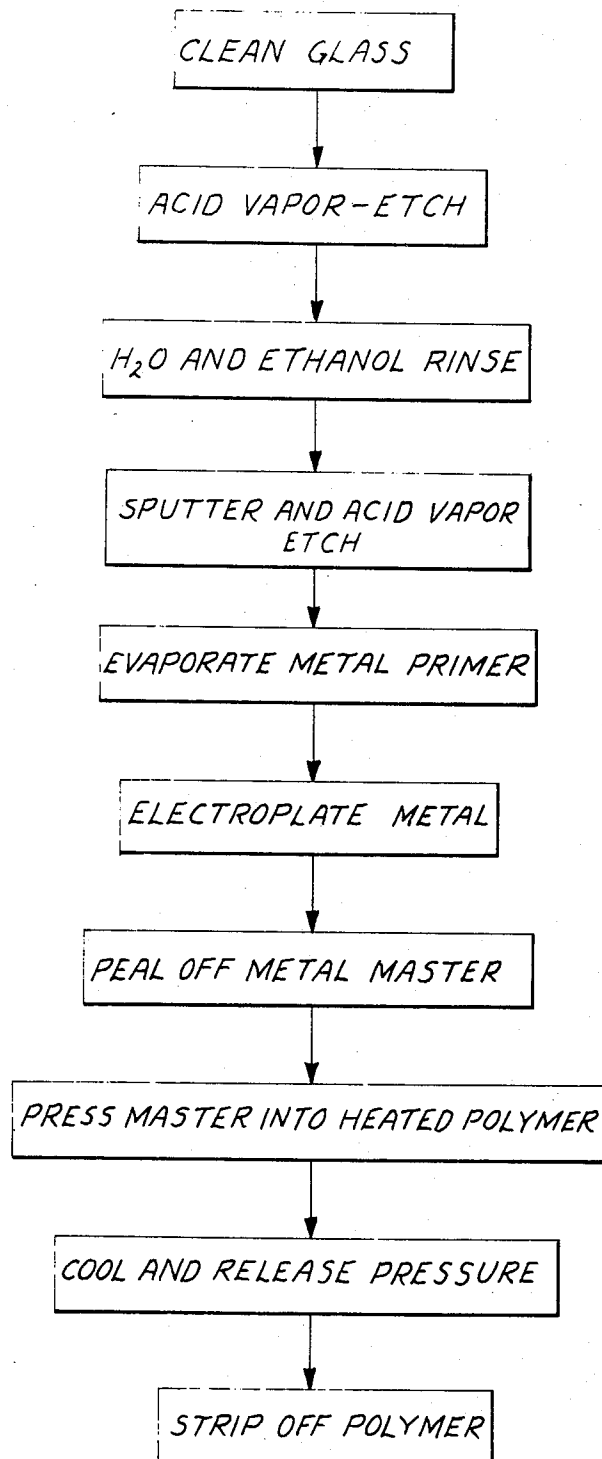 CLEAN GLASS
ACID VAPOR-ETCH
H₂O AND ETHANOL RINSE
SPUTTER AND ACID VAPOR
ETCH
EVAPORATE METAL PRIMER
ELECTROPLATE METAL
PEAL OFF METAL MASTER
PRESS MASTER INTO HEATED POLYMER
COOL AND RELEASE PRESSURE
STRIP OFF POLYMER